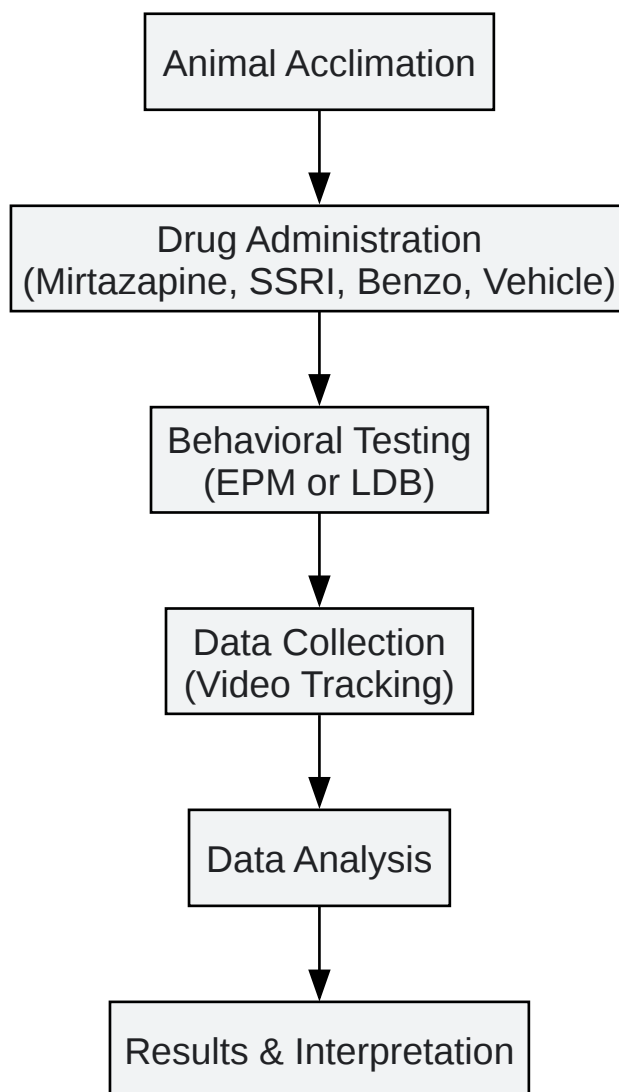 Animal Acclimation
Drug Administration
(Mirtazapine, SSRI, Benzo, Vehicle)
Behavioral Testing
(EPM or LDB)
Data Collection
(Video Tracking)
Data Analysis
Results & Interpretation